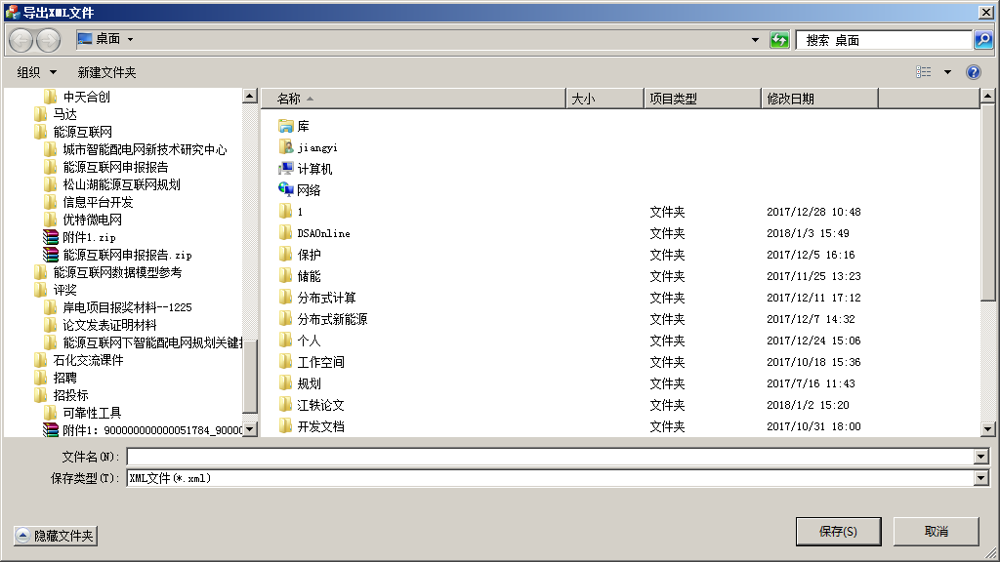 导出XML文件
桌面
搜索 桌面
组织 新建文件夹
中天合创
马达
能源互联网
城市智能配电网新技术研究中心
能源互联网申报报告
松山湖能源互联网规划
信息平台开发
优特微电网
附件1.zip
能源互联网申报报告.zip
能源互联网数据模型参考
评奖
岸电项目报奖材料--1225
论文发表证明材料
能源互联网下智能配电网规划关键
石化交流课件
招聘
招投标
可靠性工具
附件1: 900000000000051784_9000
名称 大小 项目类型 修改日期
库
jiangyi
计算机
网络
1 文件夹 2017/12/28 10:48
DSAOnline 文件夹 2018/1/3 15:49
保护 文件夹 2017/12/5 16:16
储能 文件夹 2017/11/25 13:23
分布式计算 文件夹 2017/12/11 17:12
分布式新能源 文件夹 2017/12/7 14:32
个人 文件夹 2017/12/24 15:06
工作空间 文件夹 2017/10/18 15:36
规划 文件夹 2017/7/16 11:43
江轶论文 文件夹 2018/1/2 15:20
开发文档 文件夹 2017/10/31 18:00
文件名(N):
保存类型(T): XML文件(*.xml)
隐藏文件夹 保存(S) 取消